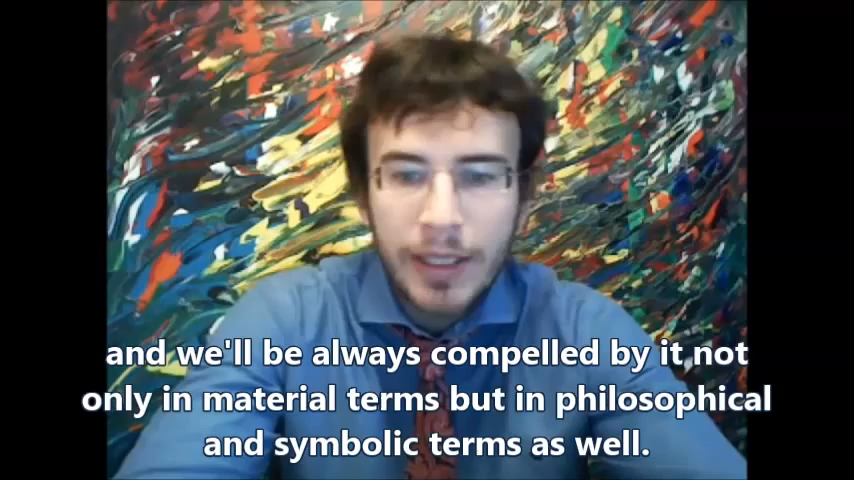 and we'll be always compelled by it not
only in material terms but in philosophical
and symbolic terms as well.